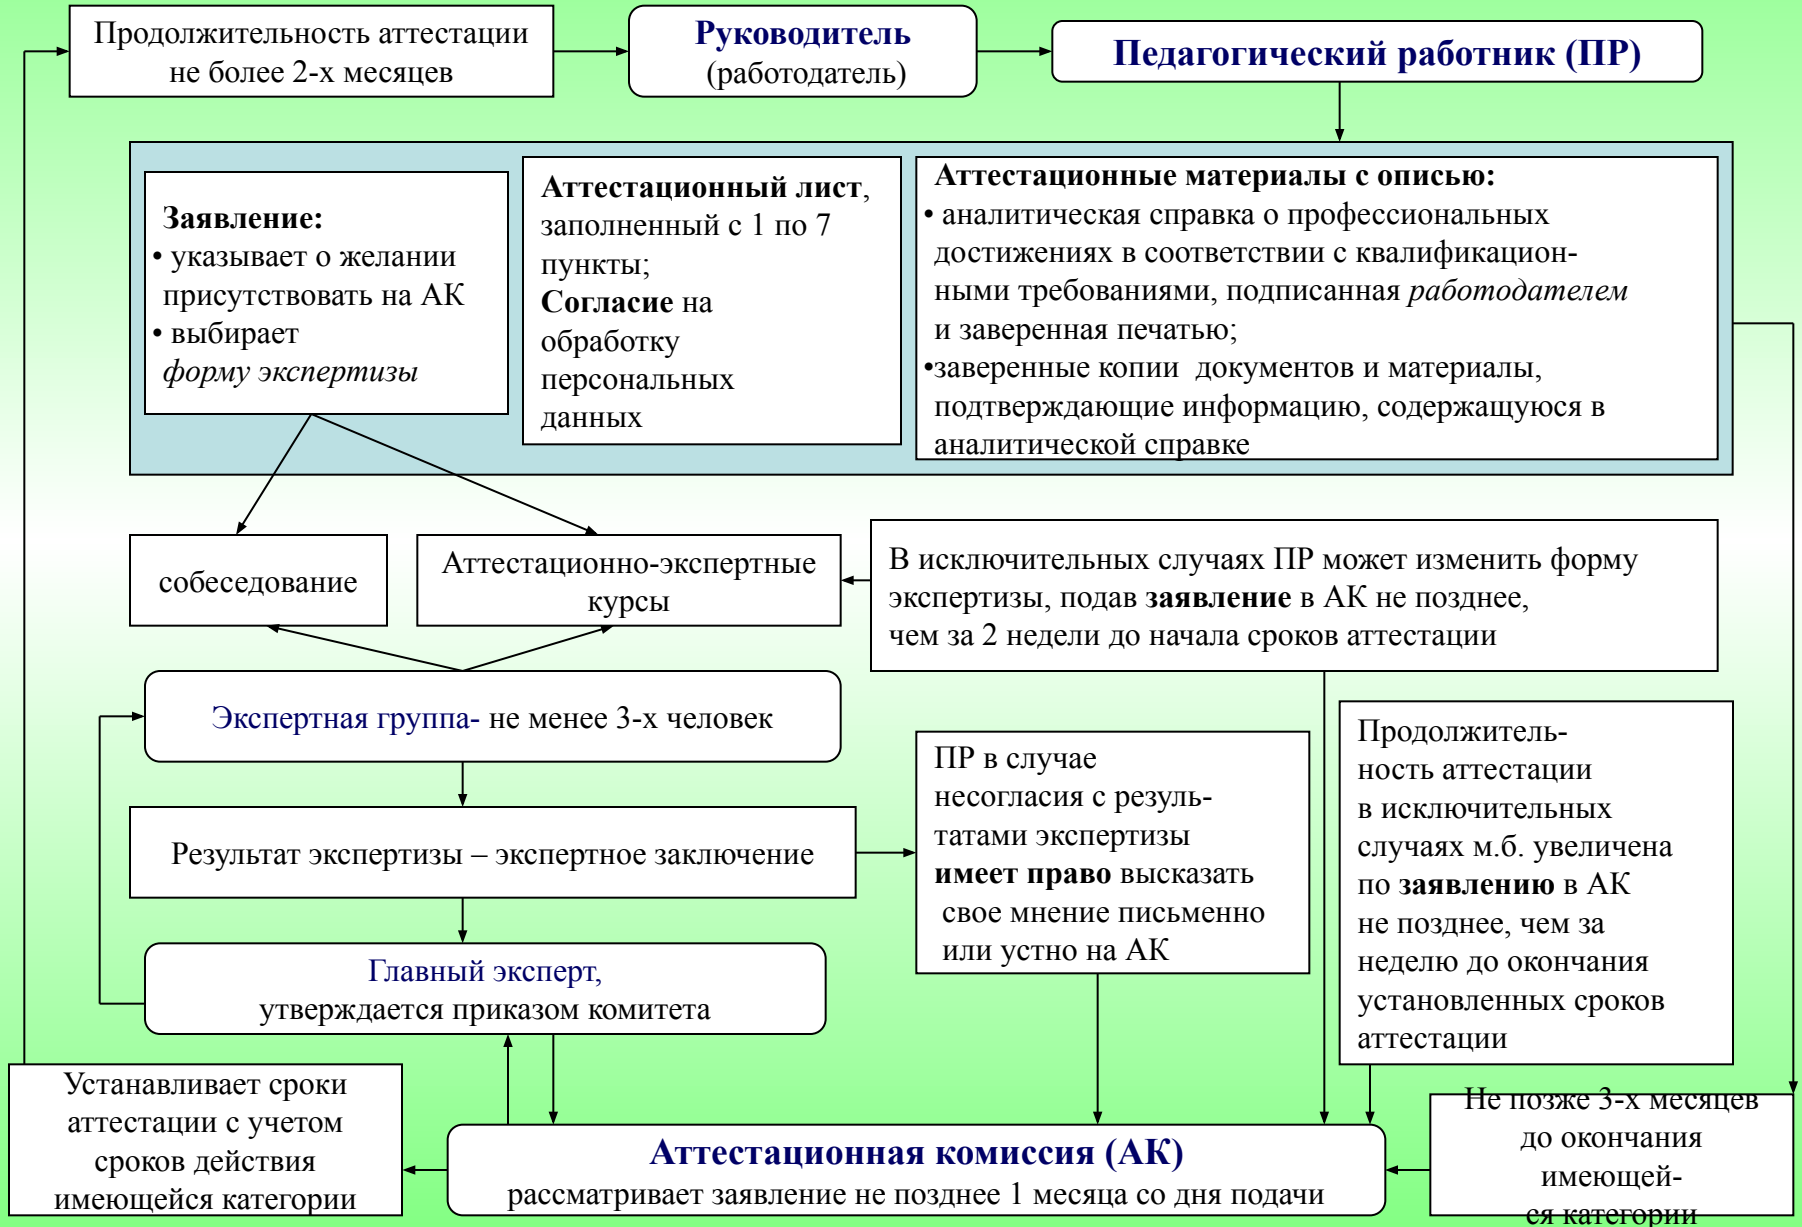 Продолжительность аттестации
не более 2-х месяцев
Руководитель
(работодатель)
Педагогический работник (ПР)
Заявление:
• указывает о желании
присутствовать на АК
• выбирает
форму экспертизы
Аттестационный лист,
заполненный с 1 по 7
пункты;
Согласие на
обработку
персональных
данных
Аттестационные материалы с описью:
• аналитическая справка о профессиональных
достижениях в соответствии с квалификацион-
ными требованиями, подписанная работодателем
и заверенная печатью;
•заверенные копии документов и материалы,
подтверждающие информацию, содержащуюся в
аналитической справке
собеседование
Аттестационно-экспертные
курсы
В исключительных случаях ПР может изменить форму
экспертизы, подав заявление в АК не позднее,
чем за 2 недели до начала сроков аттестации
Экспертная группа- не менее 3-х человек
Результат экспертизы – экспертное заключение
ПР в случае
несогласия с резуль-
татами экспертизы
имеет право высказать
свое мнение письменно
или устно на АК
Продолжитель-
ность аттестации
в исключительных
случаях м.б. увеличена
по заявлению в АК
не позднее, чем за
неделю до окончания
установленных сроков
аттестации
Главный эксперт,
утверждается приказом комитета
Устанавливает сроки
аттестации с учетом
сроков действия
имеющейся категории
Аттестационная комиссия (АК)
рассматривает заявление не позднее 1 месяца со дня подачи
Не позже 3-х месяцев
до окончания
имеющей-
ся категории